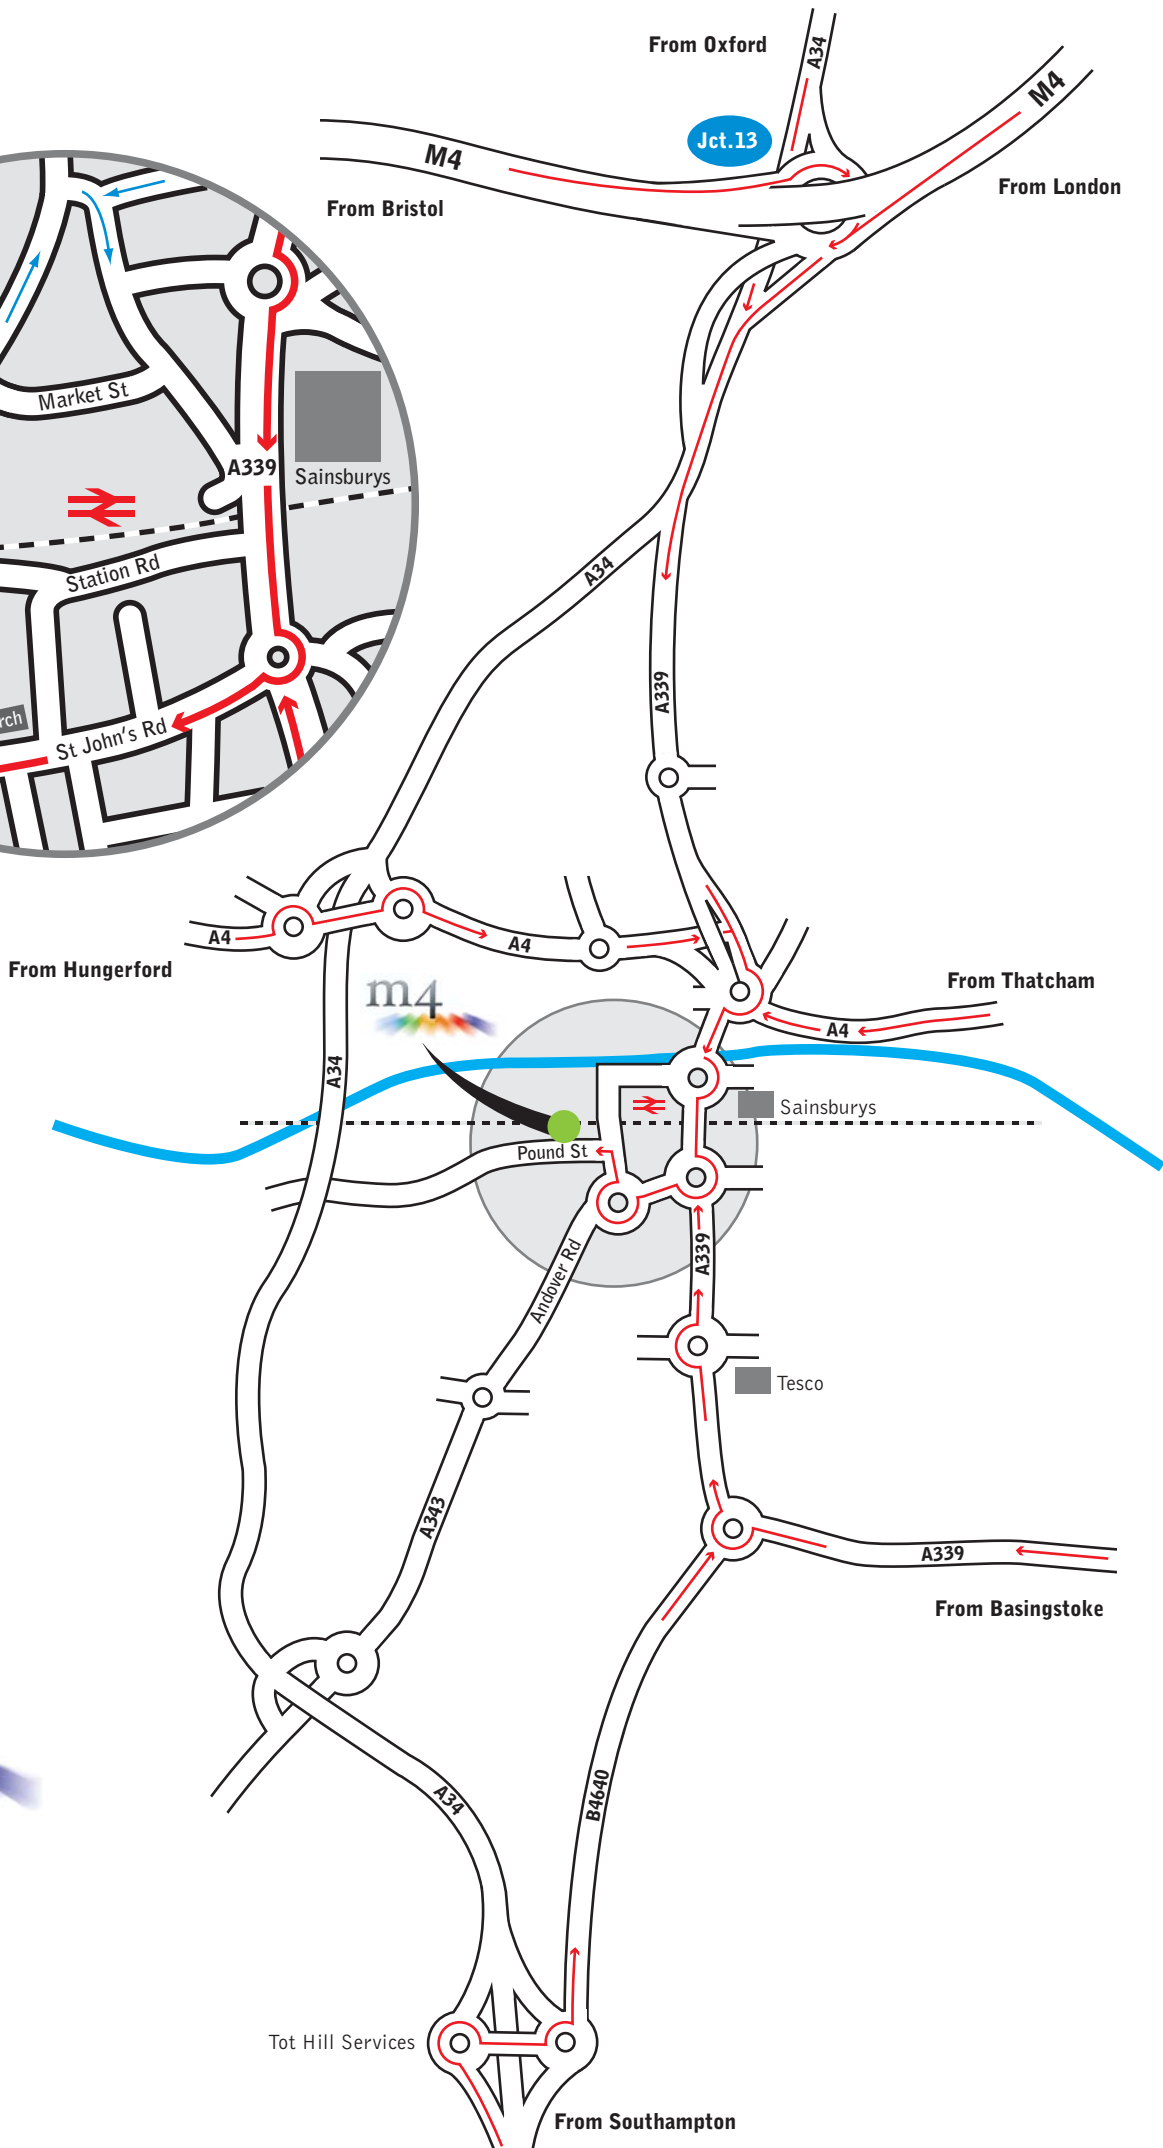 From Oxford
A34
M4
Jct.13
M4
From London
From Bristol
Market St
A339
Sainsburys
Station Rd
St John's Rd
A34
A339
A4
A4
From Hungerford
From Thatcham
m4
A4
A34
Sainsburys
Pound St
A339
Andover Rd
Tesco
A343
A339
From Basingstoke
B4640
A34
Tot Hill Services
From Southampton